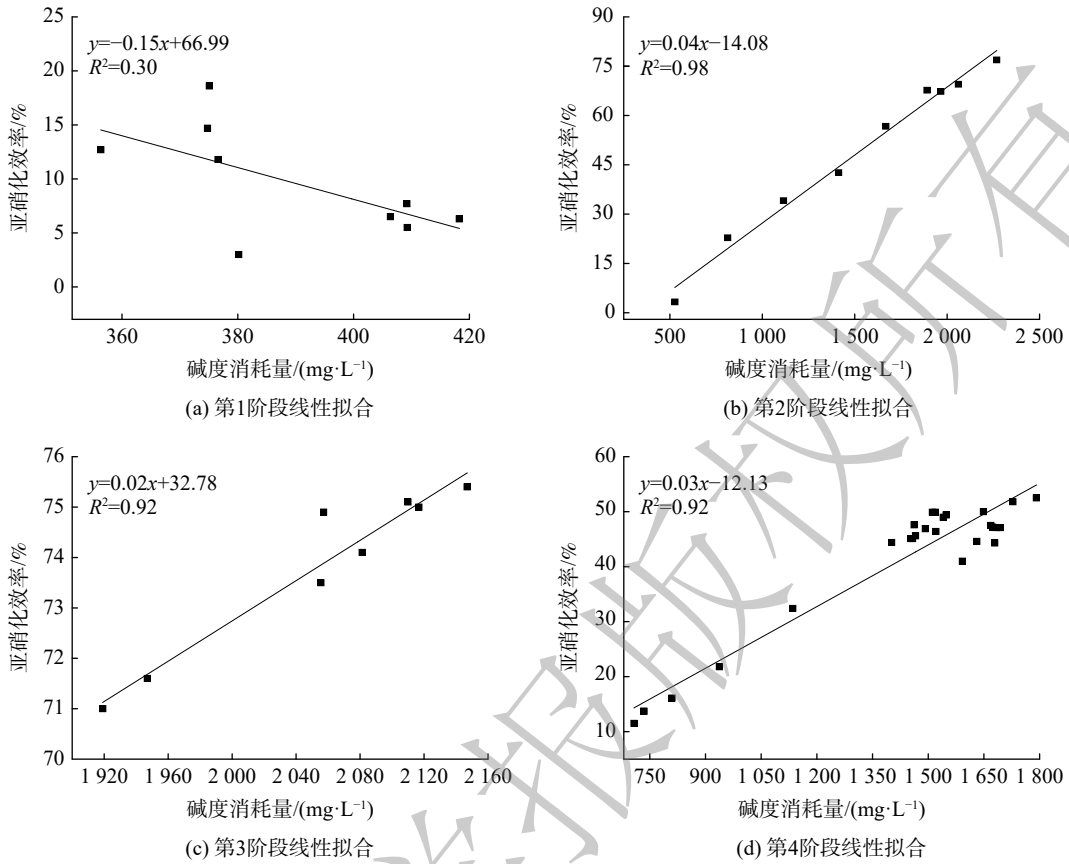 25
20
15
10
5
0
y=−0.15x+66.99
R²=0.30
亚硝化效率/%
360
380
400
420
碱度消耗量/(mg·L⁻¹)
(a) 第1阶段线性拟合
90
75
60
45
30
15
0
y=0.04x−14.08
R²=0.98
亚硝化效率/%
500
1 000
1 500
2 000
2 500
碱度消耗量/(mg·L⁻¹)
(b) 第2阶段线性拟合
76
75
74
73
72
71
70
y=0.02x+32.78
R²=0.92
亚硝化效率/%
1 920
1 960
2 000
2 040
2 080
2 120
2 160
碱度消耗量/(mg·L⁻¹)
(c) 第3阶段线性拟合
60
50
40
30
20
10
y=0.03x−12.13
R²=0.92
亚硝化效率/%
750
900
1 050
1 200
1 350
1 500
1 650
1 800
碱度消耗量/(mg·L⁻¹)
(d) 第4阶段线性拟合
学报版权所有